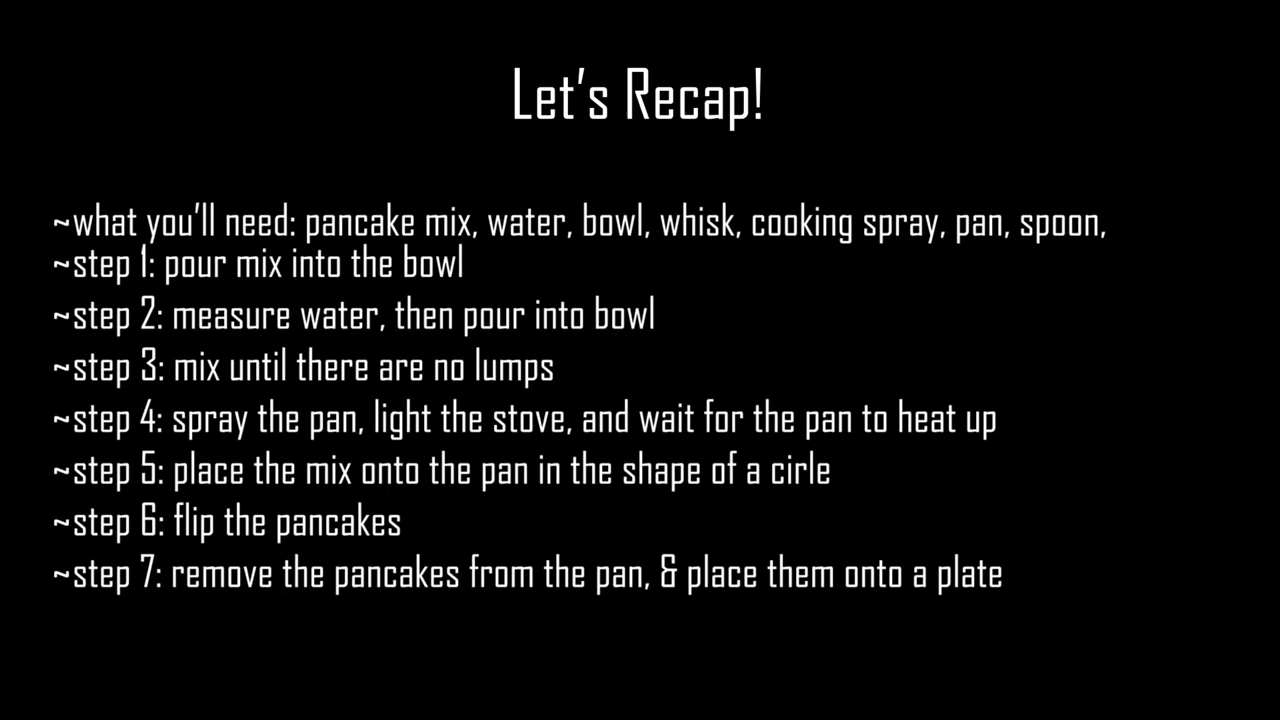 Let's Recap!
~what you'll need: pancake mix, water, bowl, whisk, cooking spray, pan, spoon,
~step 1: pour mix into the bowl
~step 2: measure water, then pour into bowl
~step 3: mix until there are no lumps
~step 4: spray the pan, light the stove, and wait for the pan to heat up
~step 5: place the mix onto the pan in the shape of a cirle
~step 6: flip the pancakes
~step 7: remove the pancakes from the pan, & place them onto a plate